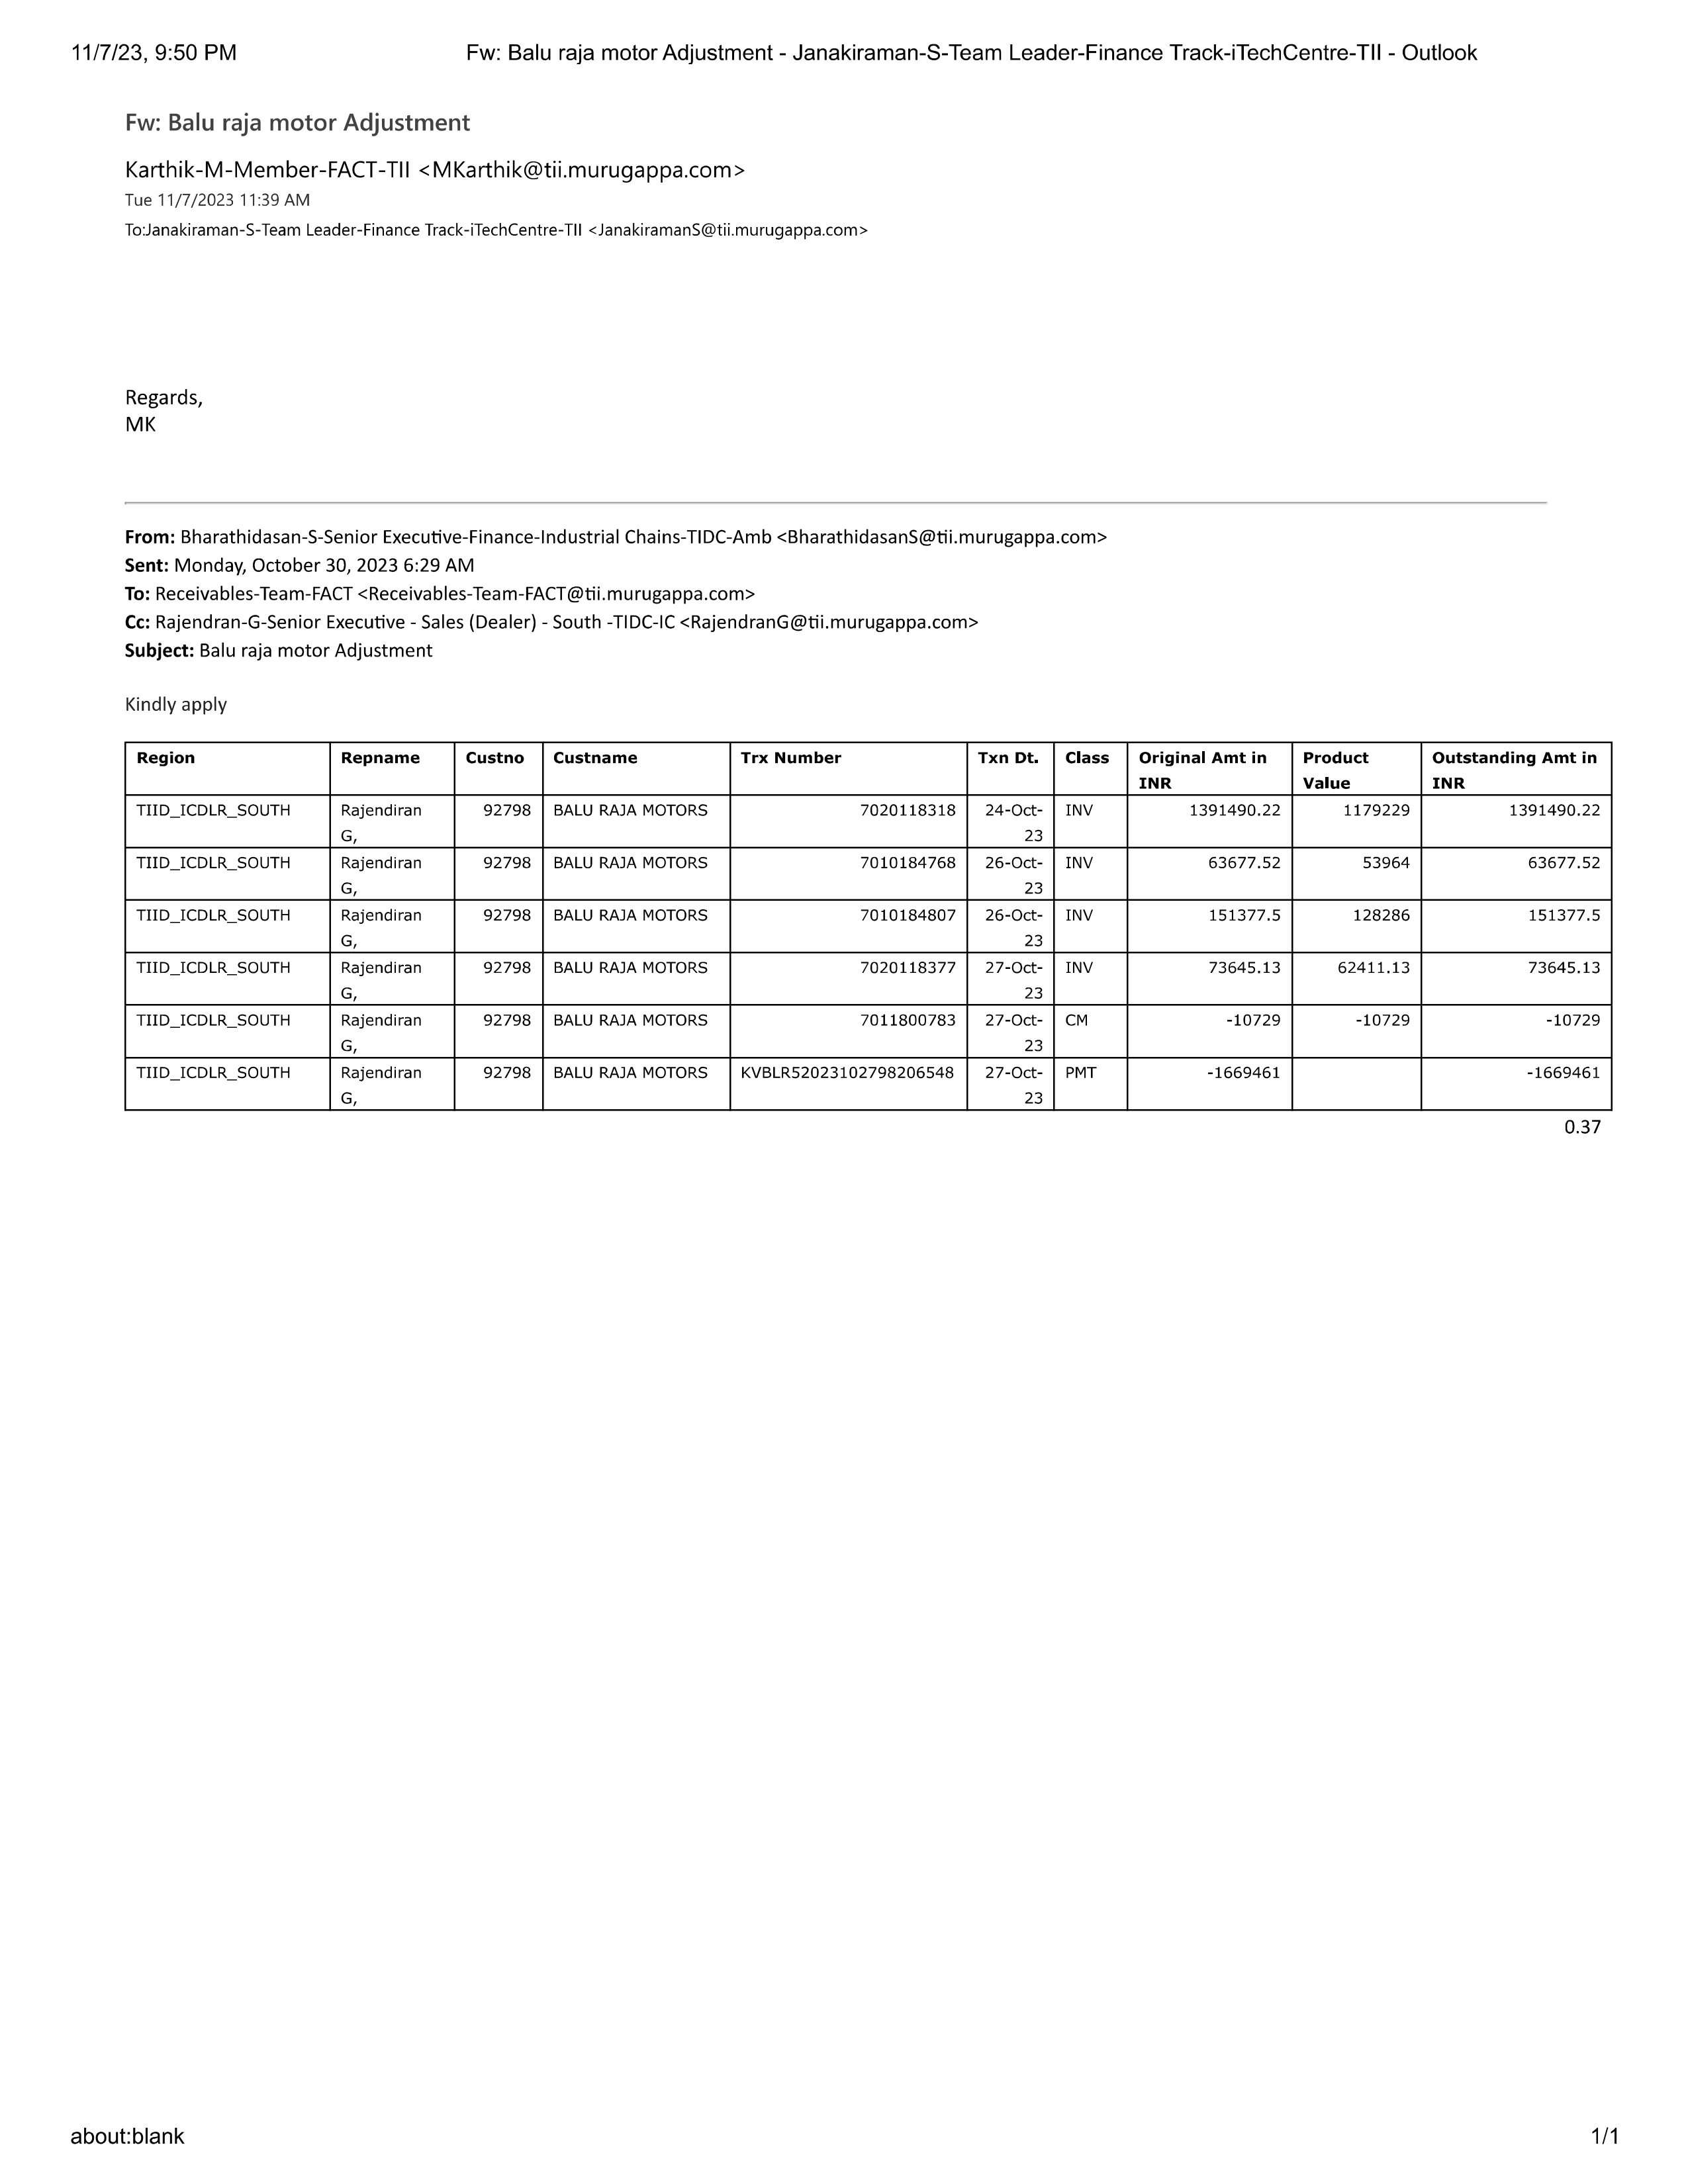 11/7/23, 9:50 PM Fw: Balu raja motor Adjustment - Janakiraman-S-Team Leader-Finance Track-iTechCentre-TII - Outlook
Fw: Balu raja motor Adjustment
Karthik-M-Member-FACT-TII <MKarthik@tii.murugappa.com>
Tue 11/7/2023 11:39 AM
To:Janakiraman-S-Team Leader-Finance Track-iTechCentre-TII <JanakiramanS@tii.murugappa.com>
Regards,
MK
From: Bharathidasan-S-Senior Executive-Finance-Industrial Chains-TIDC-Amb <BharathidasanS@tii.murugappa.com>
Sent: Monday, October 30, 2023 6:29 AM
To: Receivables-Team-FACT <Receivables-Team-FACT@tii.murugappa.com>
Cc: Rajendran-G-Senior Executive - Sales (Dealer) - South -TIDC-IC <RajendranG@tii.murugappa.com>
Subject: Balu raja motor Adjustment
Kindly apply
Region Repname Custno Custname Trx Number Txn Dt. Class Original Amt in Product Outstanding Amt in
INR Value INR
TIID_ICDLR_SOUTH Rajendiran 92798 BALU RAJA MOTORS 7020118318 24-Oct- INV 1391490.22 1179229 1391490.22
G, 23
TIID_ICDLR_SOUTH Rajendiran 92798 BALU RAJA MOTORS 7010184768 26-Oct- INV 63677.52 53964 63677.52
G, 23
TIID_ICDLR_SOUTH Rajendiran 92798 BALU RAJA MOTORS 7010184807 26-Oct- INV 151377.5 128286 151377.5
G, 23
TIID_ICDLR_SOUTH Rajendiran 92798 BALU RAJA MOTORS 7020118377 27-Oct- INV 73645.13 62411.13 73645.13
G, 23
TIID_ICDLR_SOUTH Rajendiran 92798 BALU RAJA MOTORS 7011800783 27-Oct- CM -10729 -10729 -10729
G, 23
TIID_ICDLR_SOUTH Rajendiran 92798 BALU RAJA MOTORS KVBLR52023102798206548 27-Oct- PMT -1669461 -1669461
G, 23
0.37
about:blank 1/1